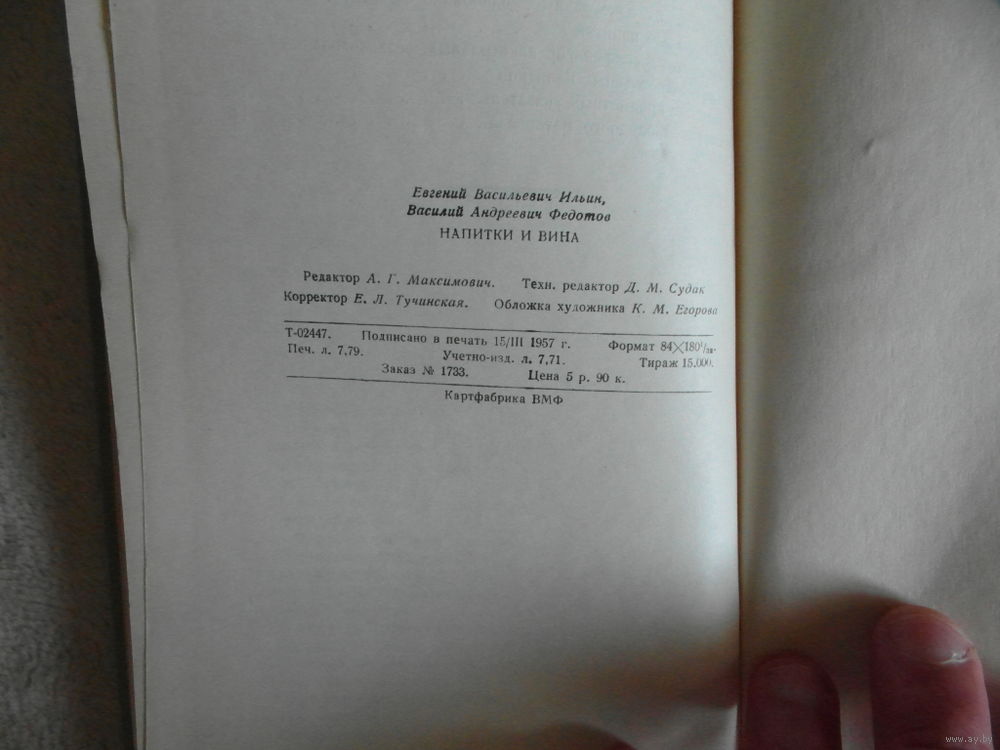 Евгений Васильевич Ильин,
Василий Андреевич Федотов
НАПИТКИ И ВИНА
Редактор А. Г. Максимович. Техн. редактор Д. М. Судак
Корректор Е. Л. Тучинская. Обложка художника К. М. Егорова
Т-02447. Подписано в печать 15/III 1957 г. Формат 84×180¹/₃₂.
Печ. л. 7,79. Учетно-изд. л. 7,71. Тираж 15.000.
Заказ № 1733. Цена 5 р. 90 к.
Картфабрика ВМФ
www.ay.by